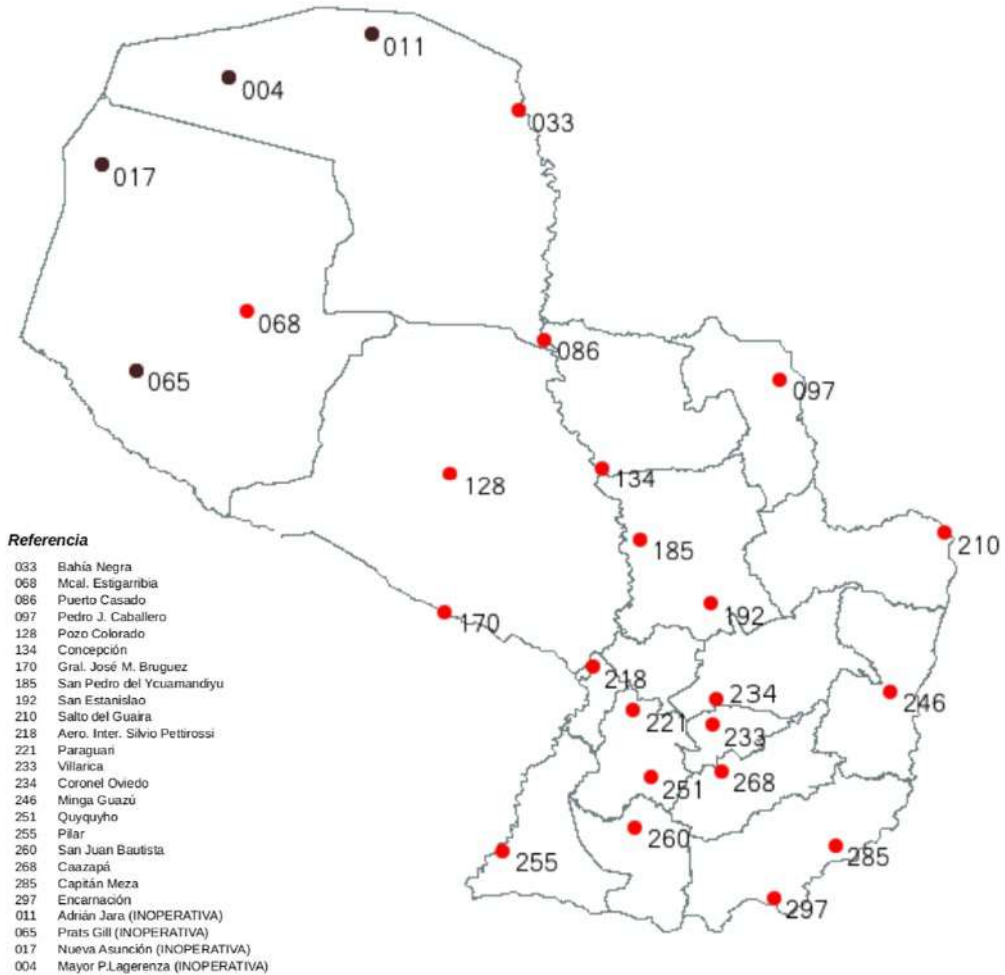 011
004
033
017
068
086
065
097
134
128
Referencia
210
185
033 Bahía Negra
068 Mcal. Estigarribia
086 Puerto Casado
192
097 Pedro J. Caballero
170
128 Pozo Colorado
134 Concepción
170 Gral. José M. Bruguez
218
185 San Pedro del Ycuamandiyu
192 San Estanislao
234
246
210 Salto del Guaira
221
218 Aero. Inter. Silvio Pettirossi
233
221 Paraguari
233 Villarica
234 Coronel Oviedo
268
246 Minga Guazú
251
251 Quyquyho
255 Pilar
260
260 San Juan Bautista
285
255
268 Caazapá
285 Capitán Meza
297
297 Encarnación
011 Adrián Jara (INOPERATIVA)
065 Prats Gill (INOPERATIVA)
017 Nueva Asunción (INOPERATIVA)
004 Mayor P.Lagerenza (INOPERATIVA)